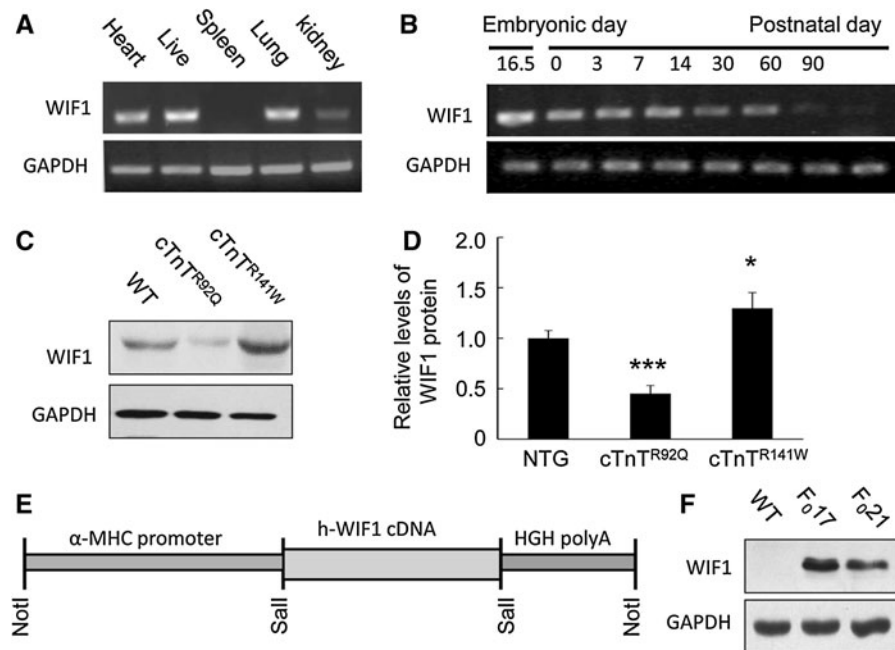 A
Heart Live Spleen Lung kidney
WIF1
GAPDH
B
Embryonic day Postnatal day
16.5 0 3 7 14 30 60 90
WIF1
GAPDH
C
WT cTnTR92Q cTnTR141W
WIF1
GAPDH
D
Relative levels of
WIF1 protein
2.0
1.5
1.0
0.5
0
***
*
NTG cTnTR92Q cTnTR141W
E
α-MHC promoter h-WIF1 cDNA HGH polyA
NotI SalI SalI NotI
F
WT F017 F021
WIF1
GAPDH